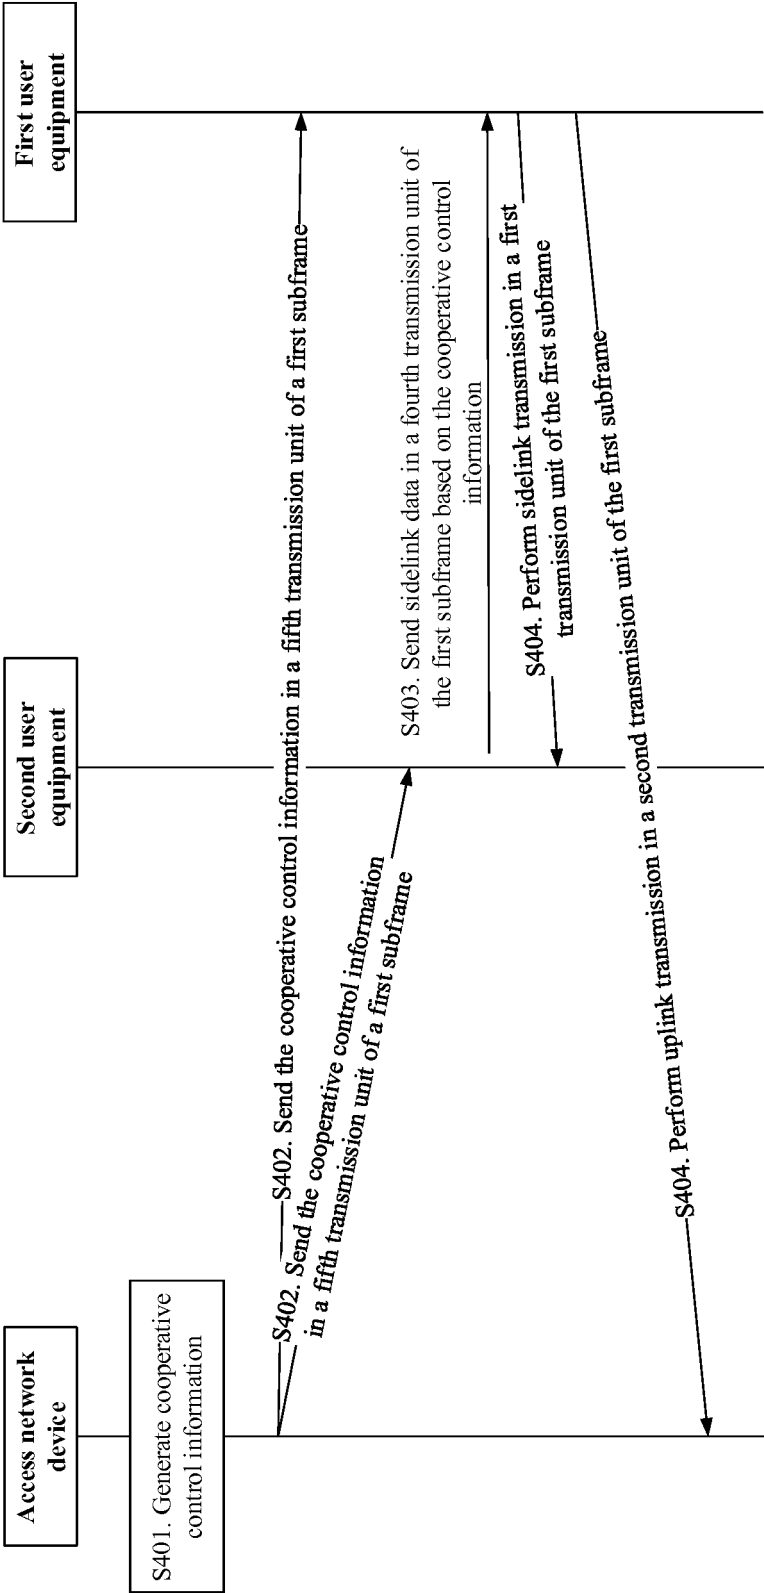 Access network
device
Second user
equipment
First user
equipment
S401. Generate cooperative
control information
S402. Send the cooperative control information in a fifth transmission unit of a first subframe
S402. Send the cooperative control information
in a fifth transmission unit of a first subframe
S403. Send sidelink data in a fourth transmission unit of
the first subframe based on the cooperative control
information
S404. Perform sidelink transmission in a first
transmission unit of the first subframe
S404. Perform uplink transmission in a second transmission unit of the first subframe